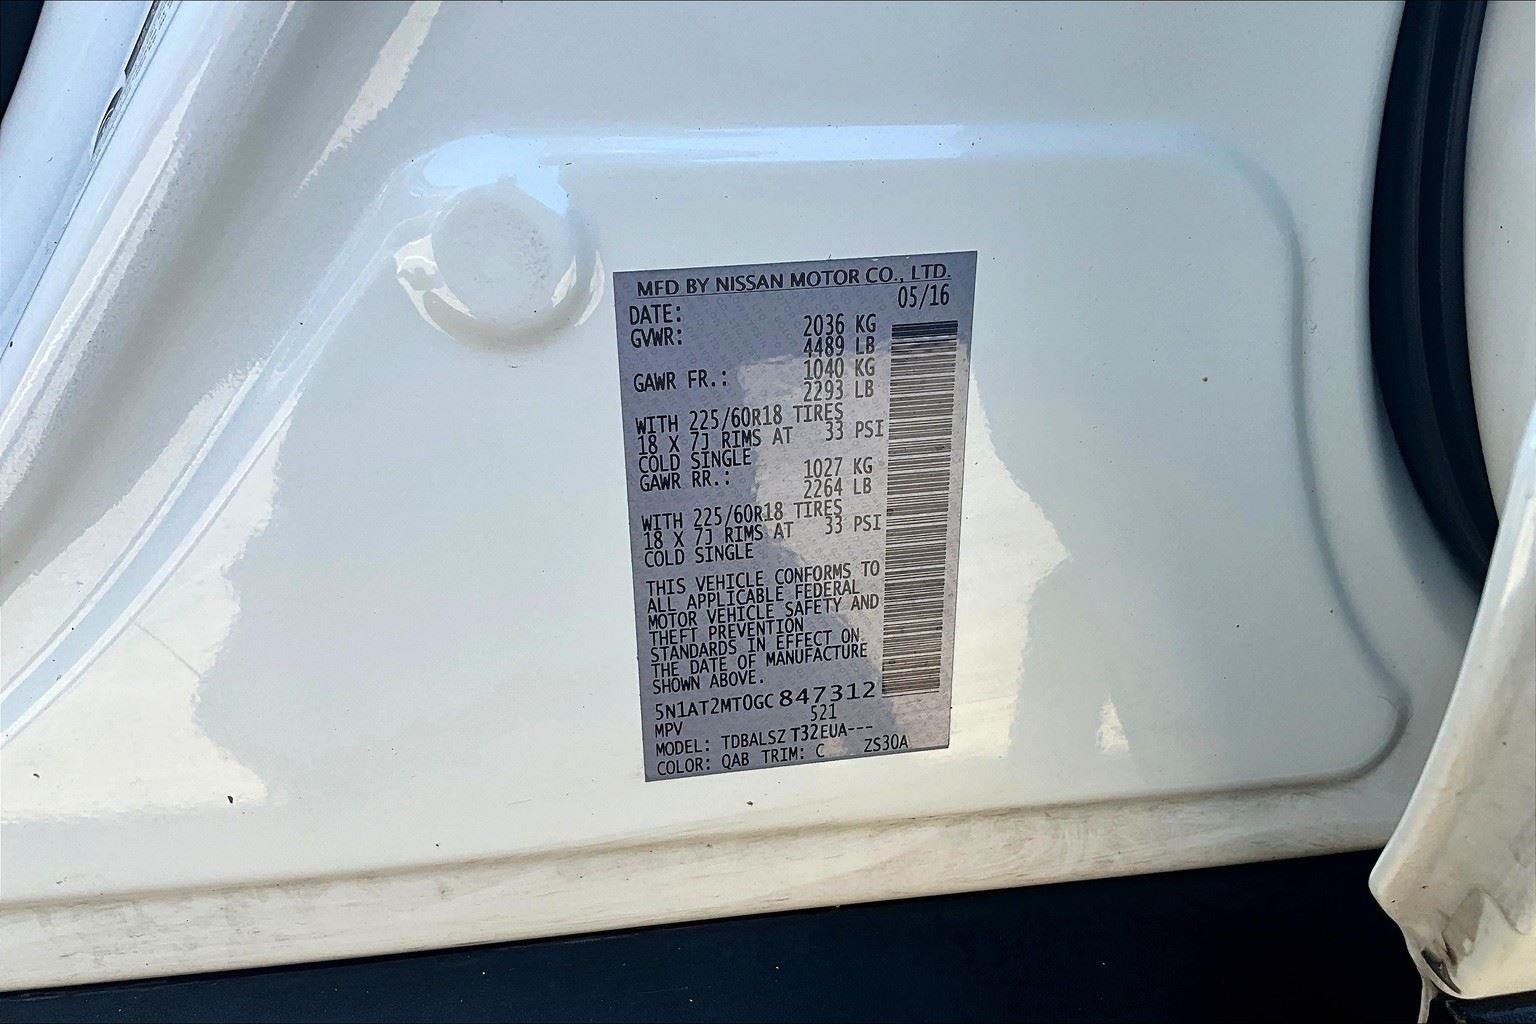 MFD BY NISSAN MOTOR CO., LTD.
DATE: 05/16
GVWR: 2036 KG
4489 LB
GAWR FR.: 1040 KG
2293 LB
WITH 225/60R18 TIRES
18 X 7J RIMS AT 33 PSI
COLD SINGLE
GAWR RR.: 1027 KG
2264 LB
WITH 225/60R18 TIRES
18 X 7J RIMS AT 33 PSI
COLD SINGLE
THIS VEHICLE CONFORMS TO
ALL APPLICABLE FEDERAL
MOTOR VEHICLE SAFETY AND
THEFT PREVENTION
STANDARDS IN EFFECT ON
THE DATE OF MANUFACTURE
SHOWN ABOVE.
5N1AT2MT0GC847312
MPV 521
MODEL: TDBALSZ T32EUA---
COLOR: QAB TRIM: C ZS30A